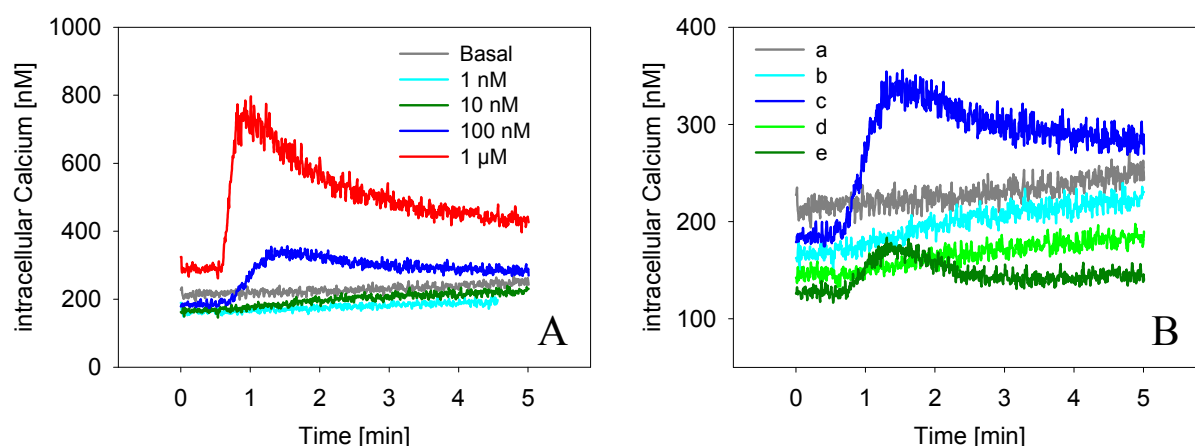 1000
800
600
400
200
0
intracellular Calcium [nM]
Basal
1 nM
10 nM
100 nM
1 µM
A
0 1 2 3 4 5
Time [min]
400
300
200
100
intracellular Calcium [nM]
a
b
c
d
e
B
0 1 2 3 4 5
Time [min]